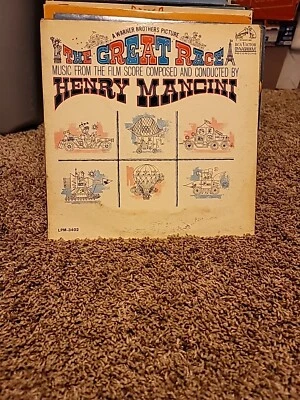 A WARNER BROTHERS PICTURE
THE GREAT RACE
MUSIC FROM THE FILM SCORE COMPOSED AND CONDUCTED BY
HENRY MANCINI
RCA VICTOR
LPM-3402